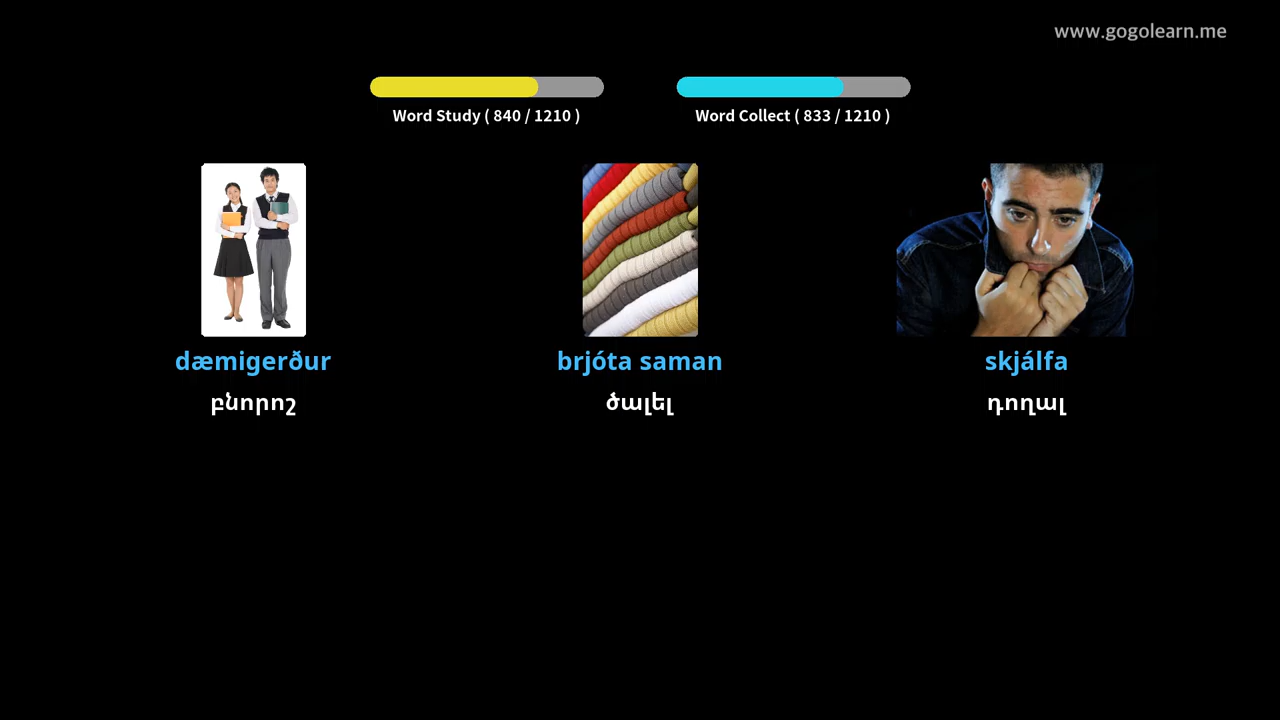 www.gogolearn.me
Word Study ( 840 / 1210 )
Word Collect ( 833 / 1210 )
dæmigerður
brjóta saman
skjálfa
բնորոշ
ծալել
դողալ